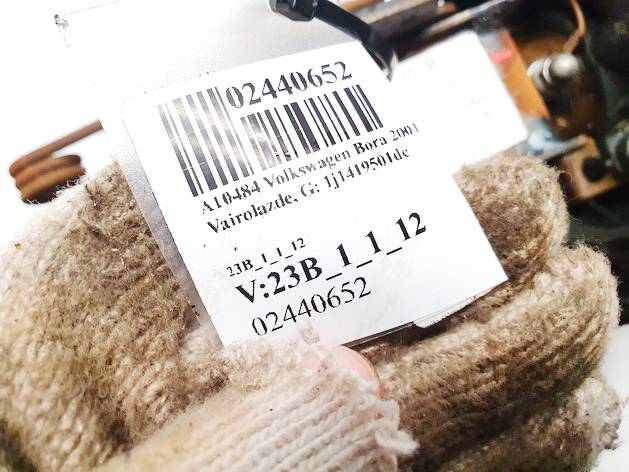 02440652
A10484 Volkswagen Bora 2001
Vairolazde, G: 1j1419501dc
23B_1_1_12
V:23B_1_1_12
02440652